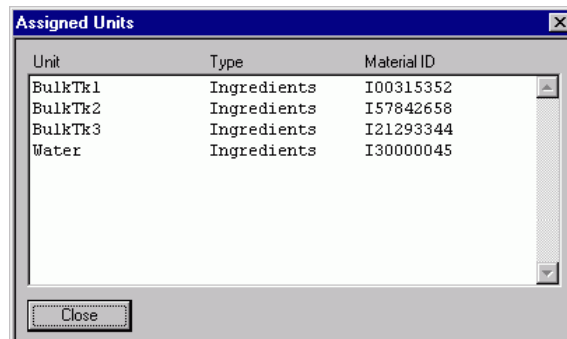 Assigned Units
Unit Type Material ID
BulkTk1 Ingredients I00315352
BulkTk2 Ingredients I57842658
BulkTk3 Ingredients I21293344
Water Ingredients I30000045
Close